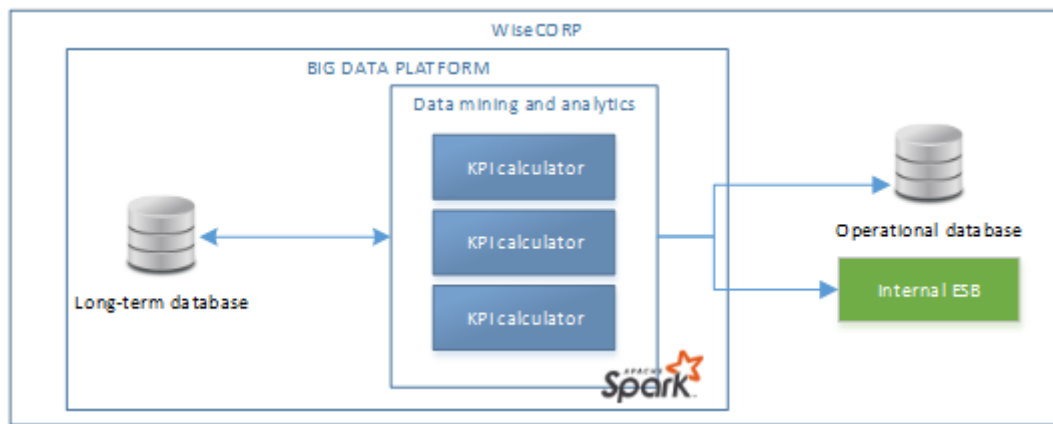 WiseCORP
BIG DATA PLATFORM
Data mining and analytics
KPI calculator
KPI calculator
KPI calculator
Long-term database
Operational database
Internal ESB
APACHE
Spark